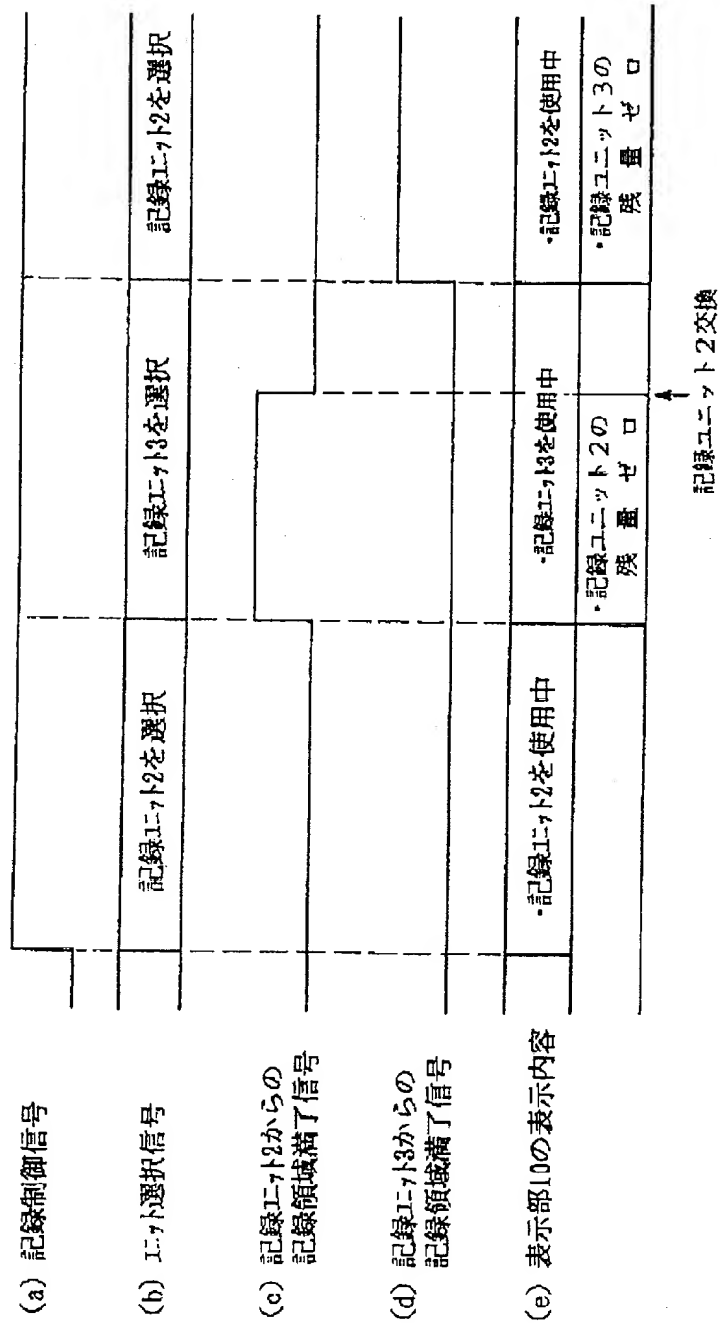 (a) 記録制御信号
(b) ユニット選択信号
記録ユニット2を選択
記録ユニット3を選択
記録ユニット2を選択
(c) 記録ユニット2からの
記録領域満了信号
(d) 記録ユニット3からの
記録領域満了信号
(e) 表示部10の表示内容
・記録ユニット2を使用中
・記録ユニット3を使用中
・記録ユニット2の
残量ゼロ
・記録ユニット2を使用中
・記録ユニット3の
残量ゼロ
記録ユニット2交換